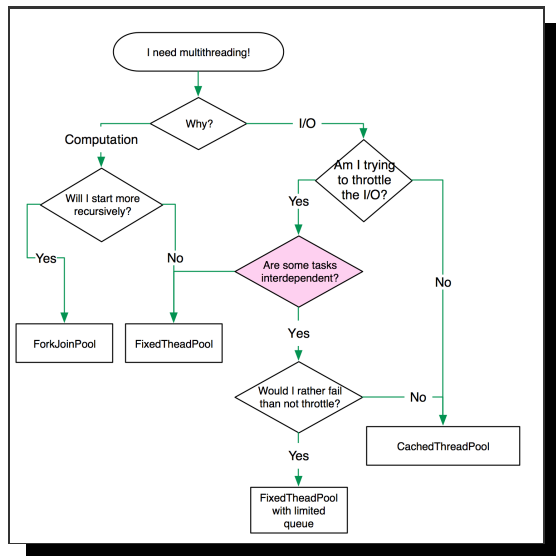 I need multithreading!
Why?
I/O
Computation
Am I trying
to throttle
the I/O?
Will I start more
recursively?
Yes
Yes
No
Are some tasks
interdependent?
No
Yes
ForkJoinPool
FixedTheadPool
Would I rather fail
than not throttle?
No
CachedThreadPool
Yes
FixedTheadPool
with limited
queue